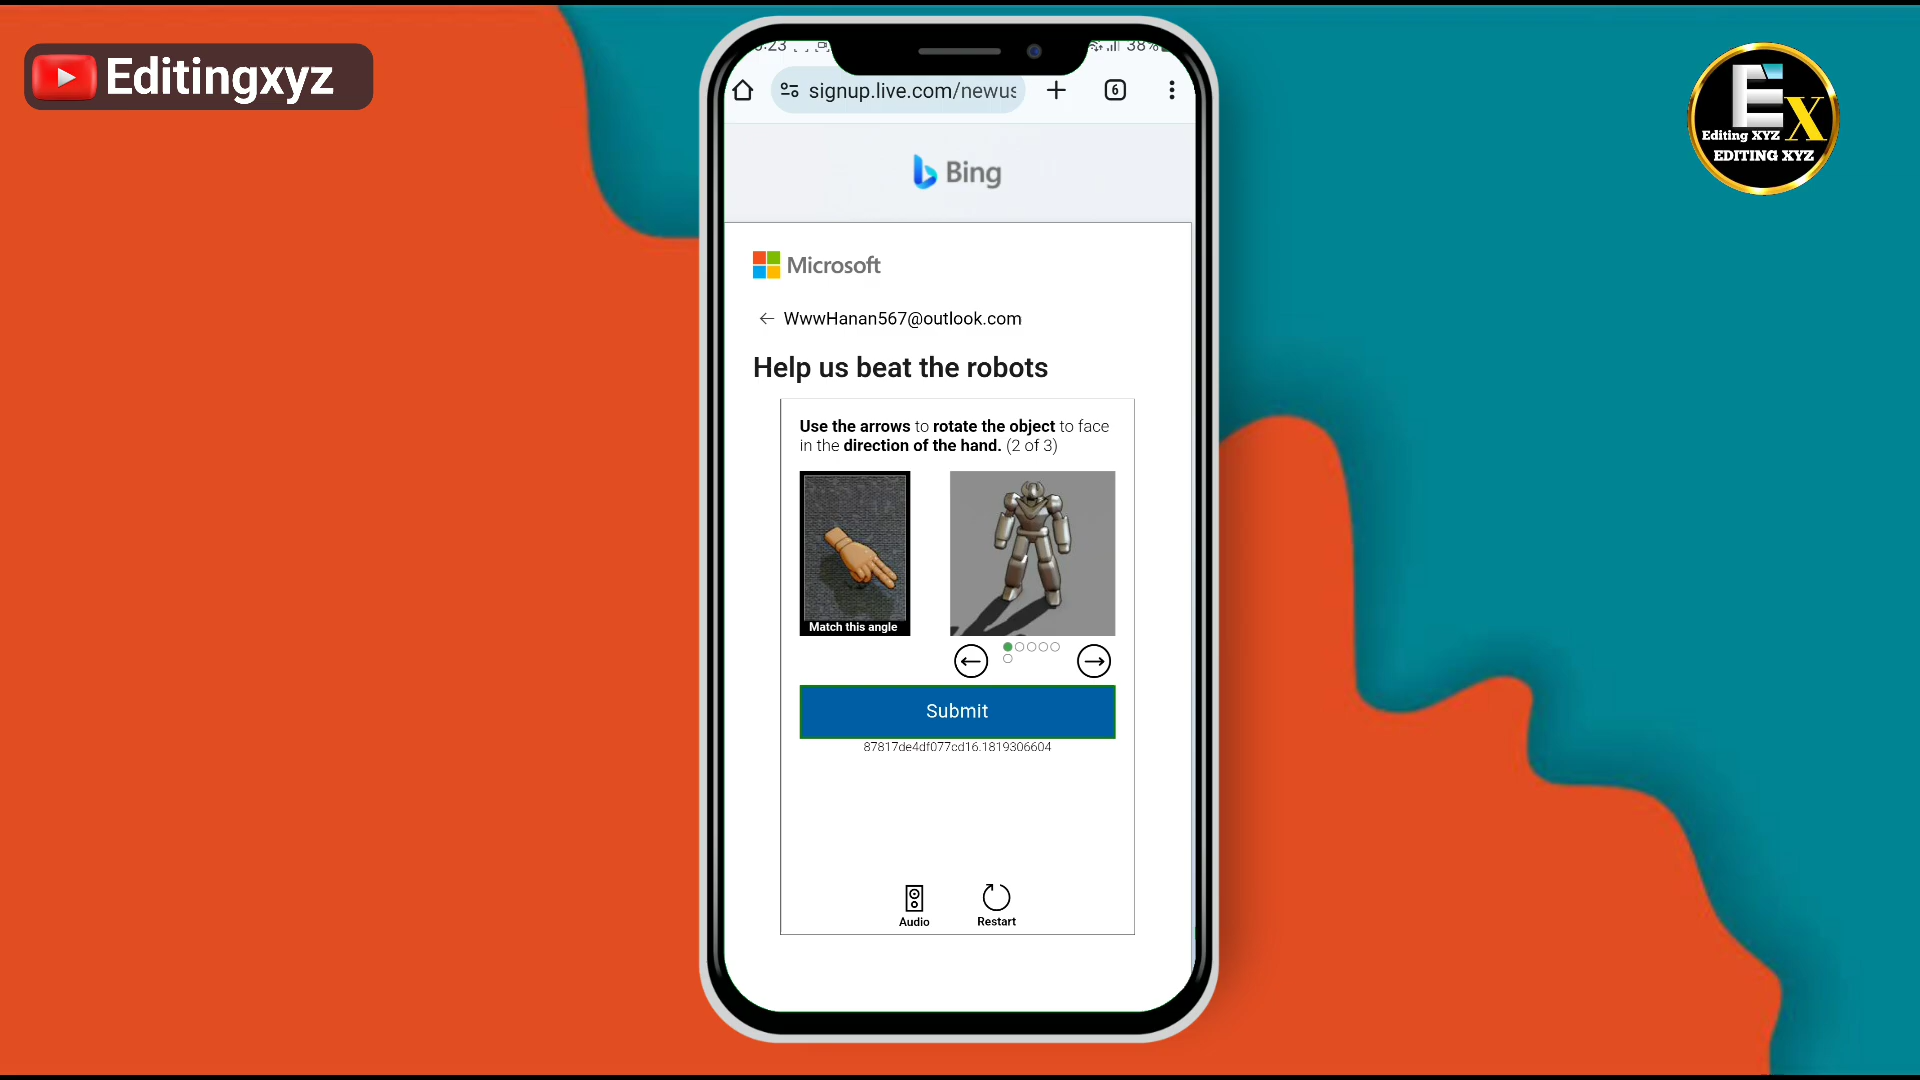 Editingxyz
38%
signup.live.com/newus
6
Bing
Microsoft
WwwHanan567@outlook.com
Help us beat the robots
Use the arrows to rotate the object to face
in the direction of the hand. (2 of 3)
Match this angle
Submit
87817de4df077cd16.1819306604
Audio
Restart
EX
Editing XYZ
EDITING XYZ